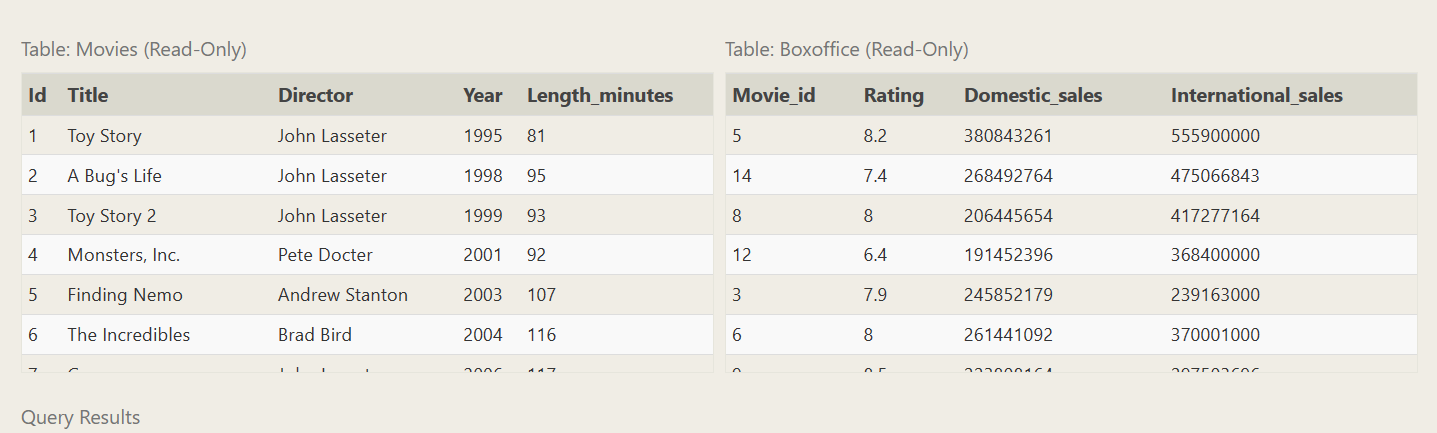 Table: Movies (Read-Only)
Id Title Director Year Length_minutes
1 Toy Story John Lasseter 1995 81
2 A Bug's Life John Lasseter 1998 95
3 Toy Story 2 John Lasseter 1999 93
4 Monsters, Inc. Pete Docter 2001 92
5 Finding Nemo Andrew Stanton 2003 107
6 The Incredibles Brad Bird 2004 116
Table: Boxoffice (Read-Only)
Movie_id Rating Domestic_sales International_sales
5 8.2 380843261 555900000
14 7.4 268492764 475066843
8 8 206445654 417277164
12 6.4 191452396 368400000
3 7.9 245852179 239163000
6 8 261441092 370001000
Query Results